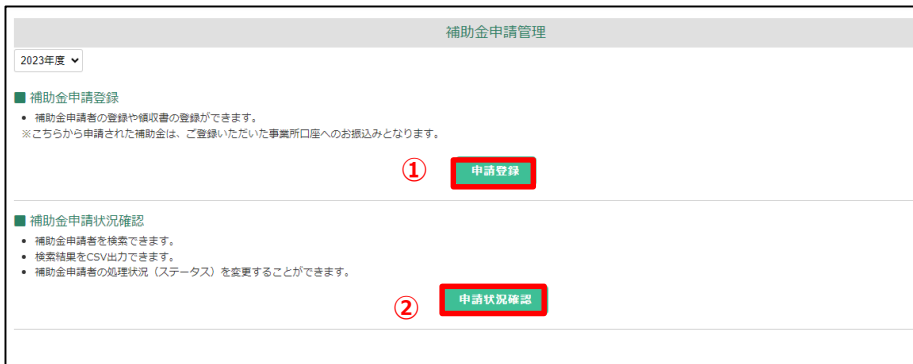 補助金申請管理
2023年度
補助金申請登録
• 補助金申請者の登録や領収書の登録ができます。
※こちらから申請された補助金は、ご登録いただいた事業所口座へのお振込みとなります。
① 申請登録
補助金申請状況確認
• 補助金申請者を検索できます。
• 検索結果をCSV出力できます。
• 補助金申請者の処理状況（ステータス）を変更することができます。
② 申請状況確認